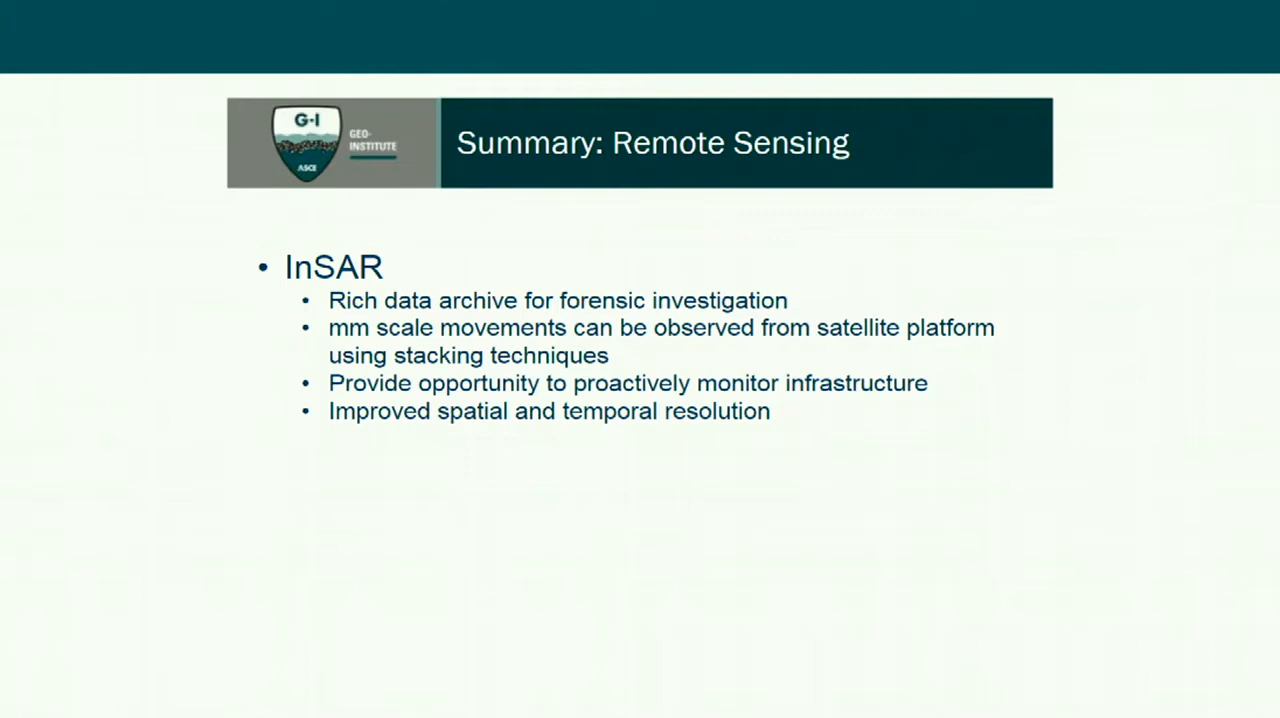 G-I
GEO-
INSTITUTE
ASCE
Summary: Remote Sensing
• InSAR
• Rich data archive for forensic investigation
• mm scale movements can be observed from satellite platform
using stacking techniques
• Provide opportunity to proactively monitor infrastructure
• Improved spatial and temporal resolution